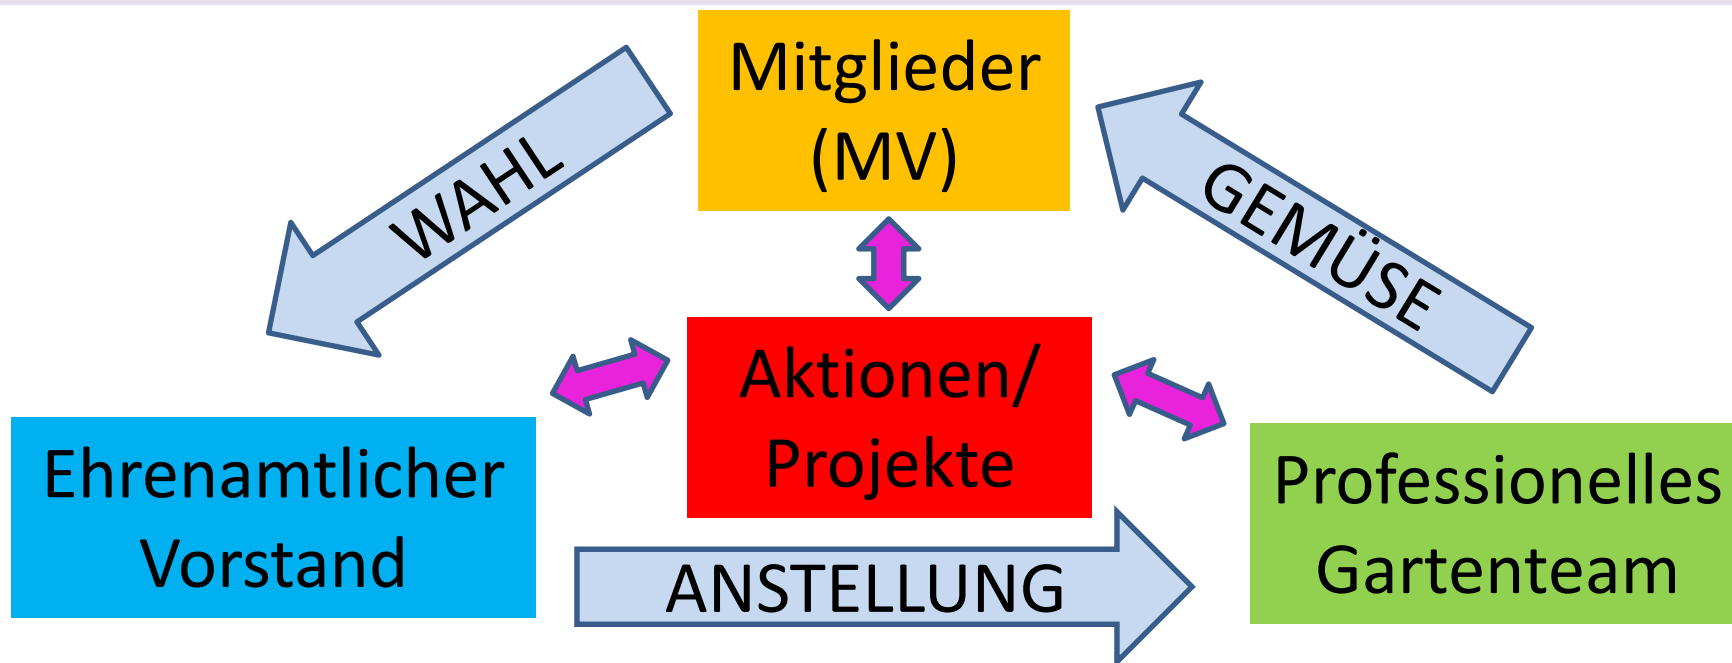 Mitglieder
(MV)
WAHL
GEMÜSE
Aktionen/
Projekte
Ehrenamtlicher
Vorstand
Professionelles
Gartenteam
ANSTELLUNG